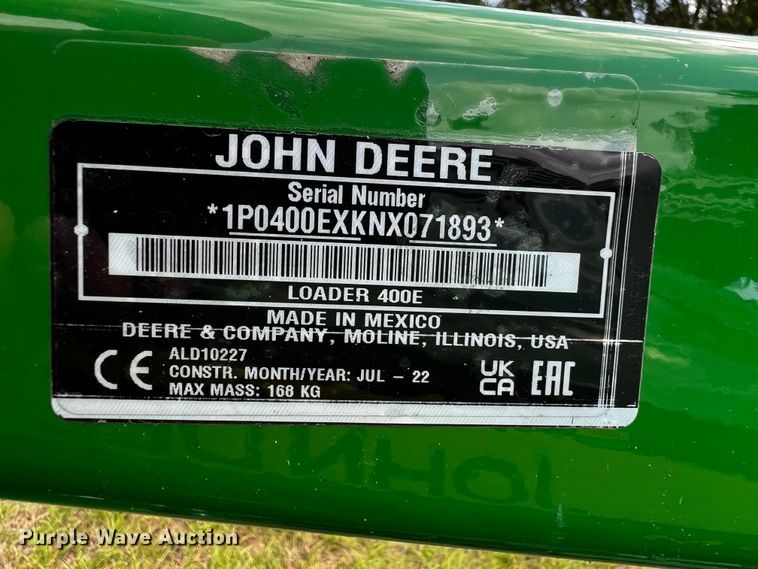 JOHN DEERE
Serial Number
*1P0400EXKNX071893*
LOADER 400E
MADE IN MEXICO
DEERE & COMPANY, MOLINE, ILLINOIS, USA
CE
ALD10227
CONSTR. MONTH/YEAR: JUL - 22
MAX MASS: 168 KG
UK
CA
EAC
Purple Wave Auction